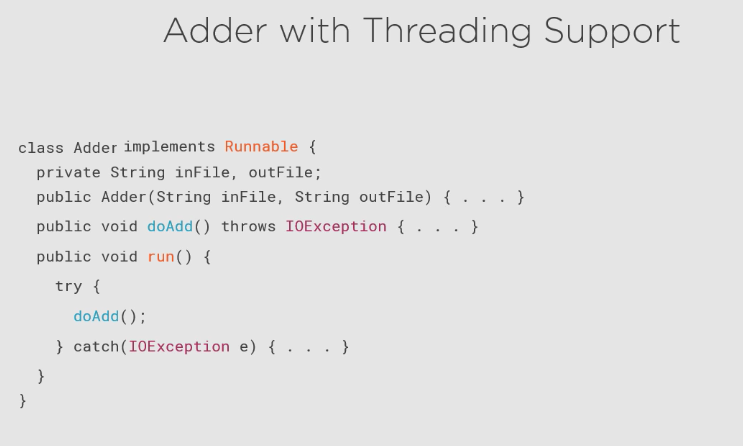 Adder with Threading Support
class Adder implements Runnable {
private String inFile, outFile;
public Adder(String inFile, String outFile) { . . . }
public void doAdd() throws IOException { . . . }
public void run() {
try {
doAdd();
} catch(IOException e) { . . . }
}
}